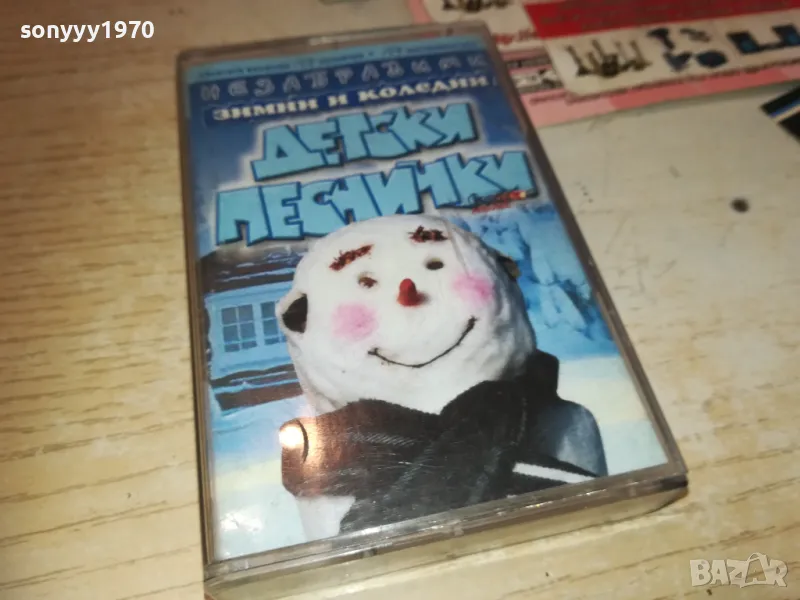 sonyyy1970
НЕЗАБРАВИМИ
ЗИМНИ И КОЛЕДНИ
ДЕТСКИ
ПЕСНИЧКИ
BAZAR